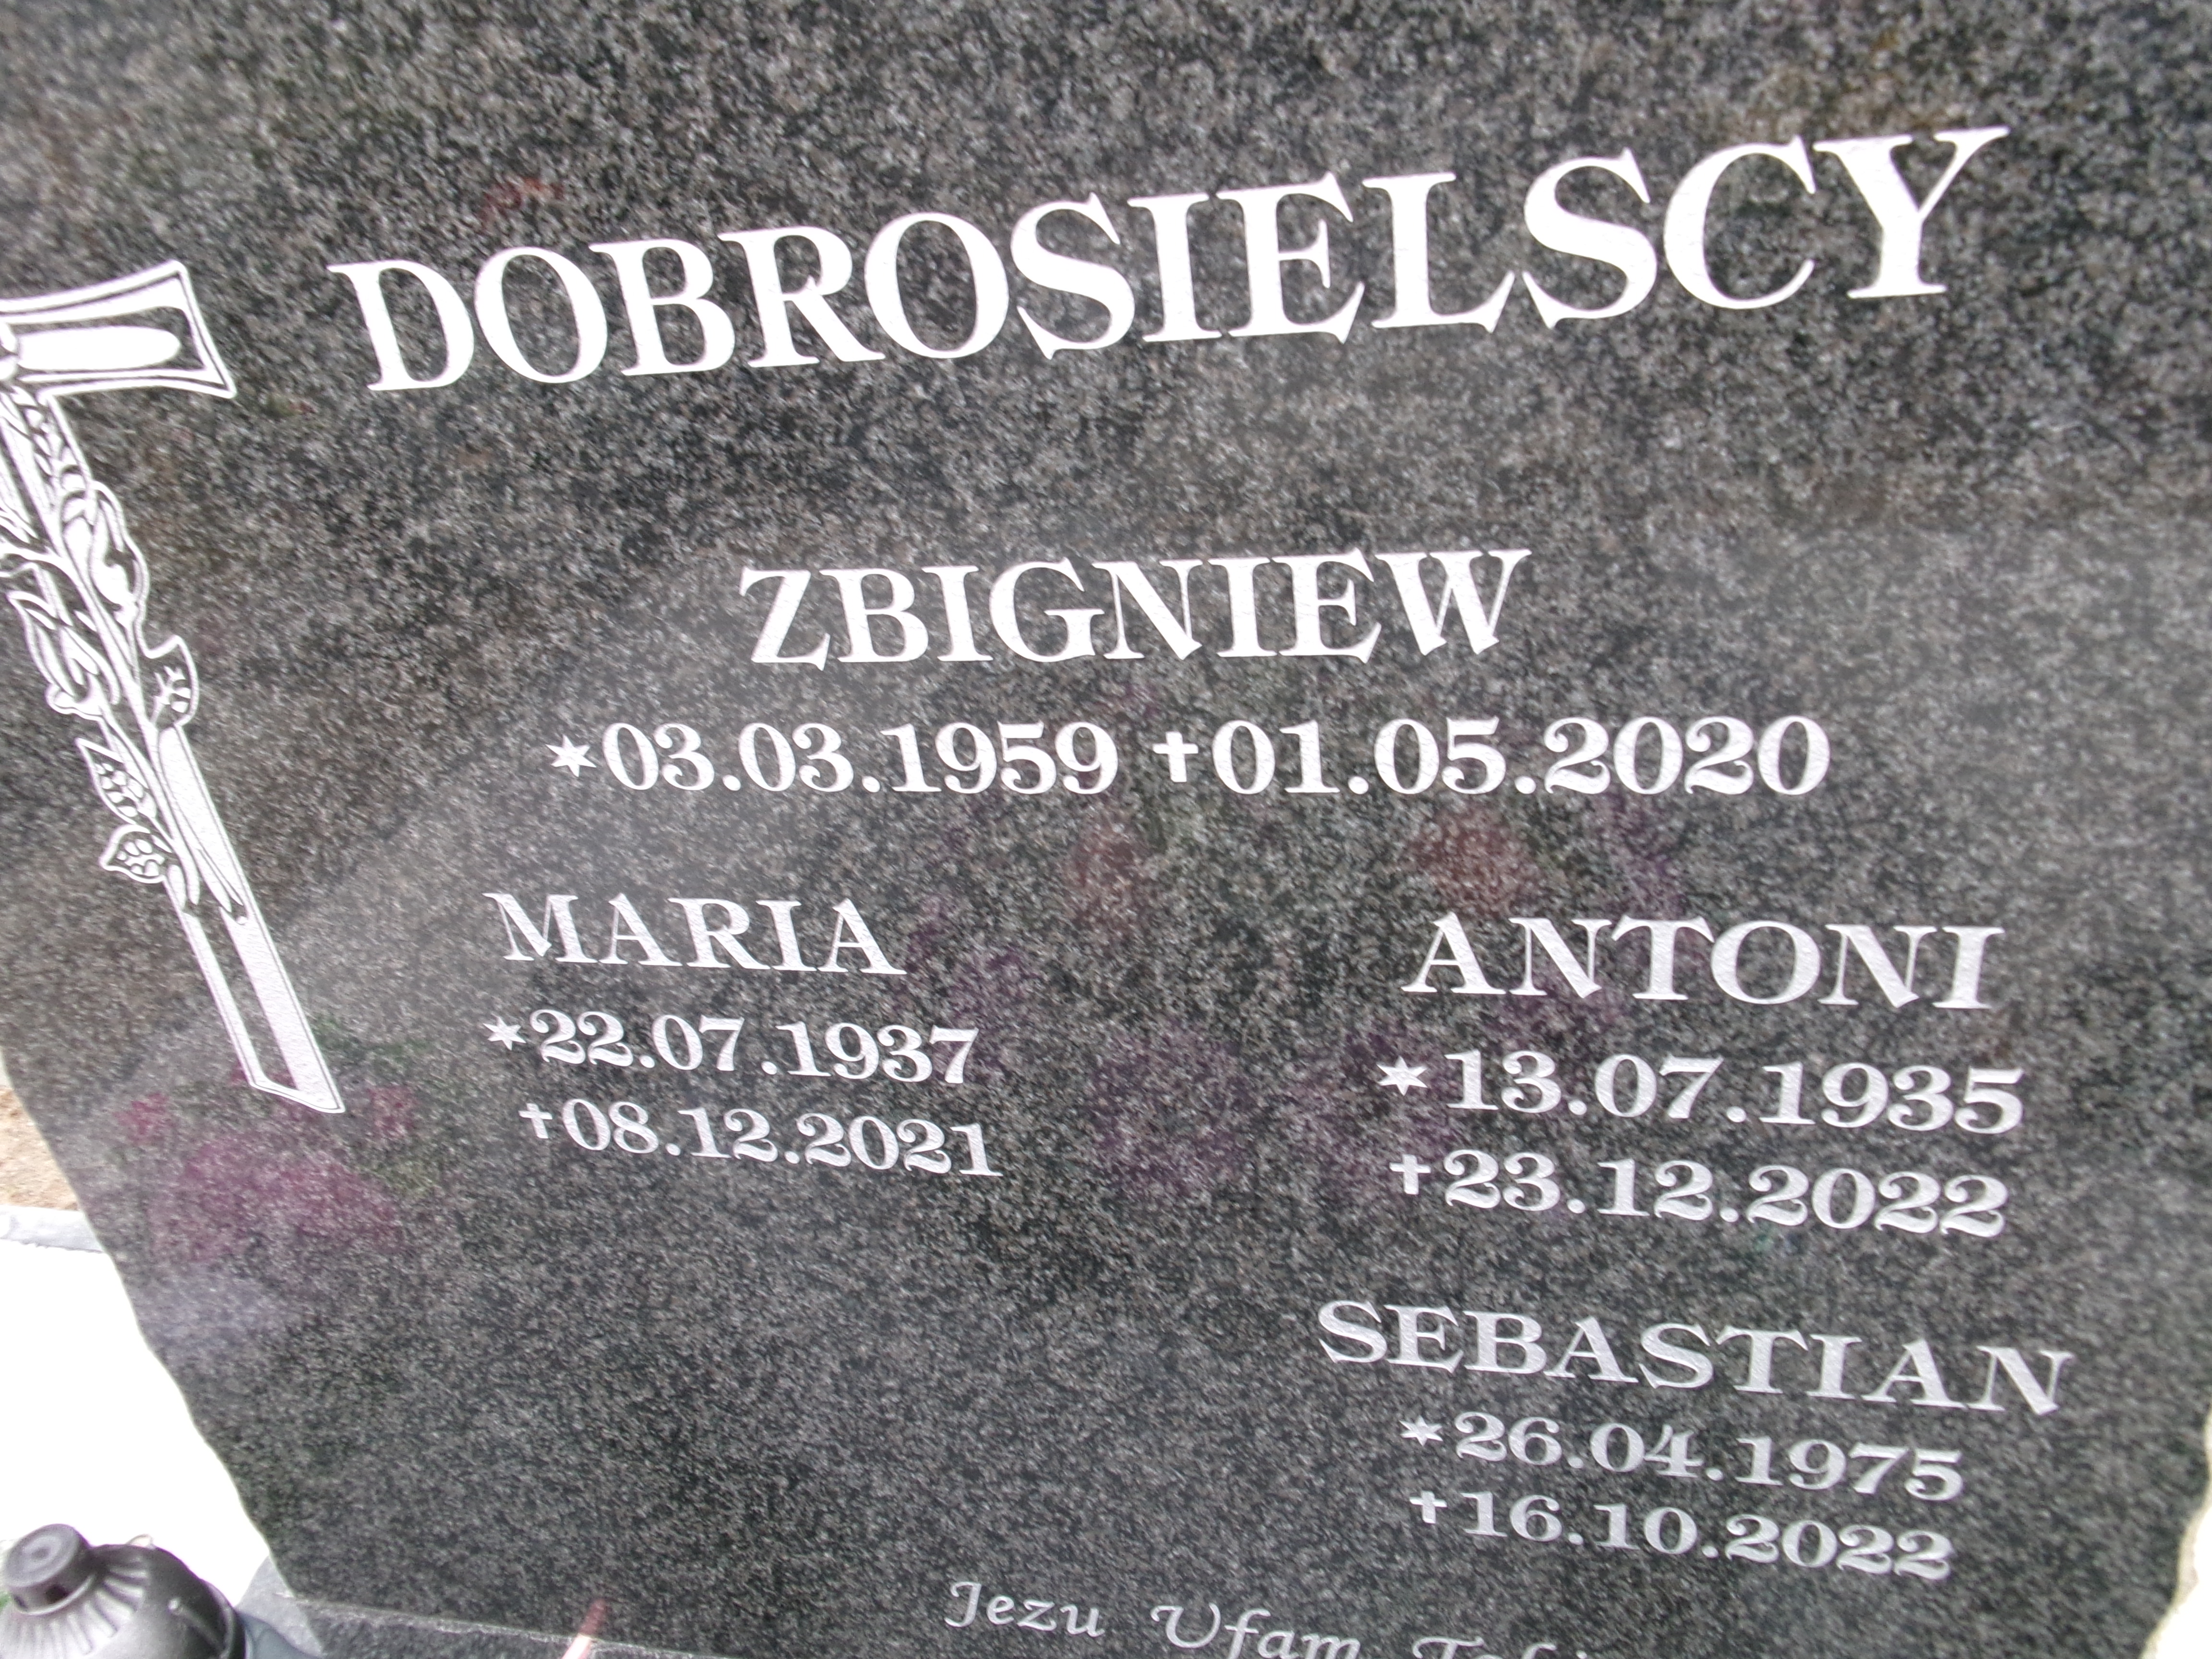 DOBROSIELSCY
ZBIGNIEW
*03.03.1959 †01.05.2020
MARIA
*22.07.1937
†08.12.2021
ANTONI
*13.07.1935
†23.12.2022
SEBASTIAN
*26.04.1975
†16.10.2022
Jezu Ufam